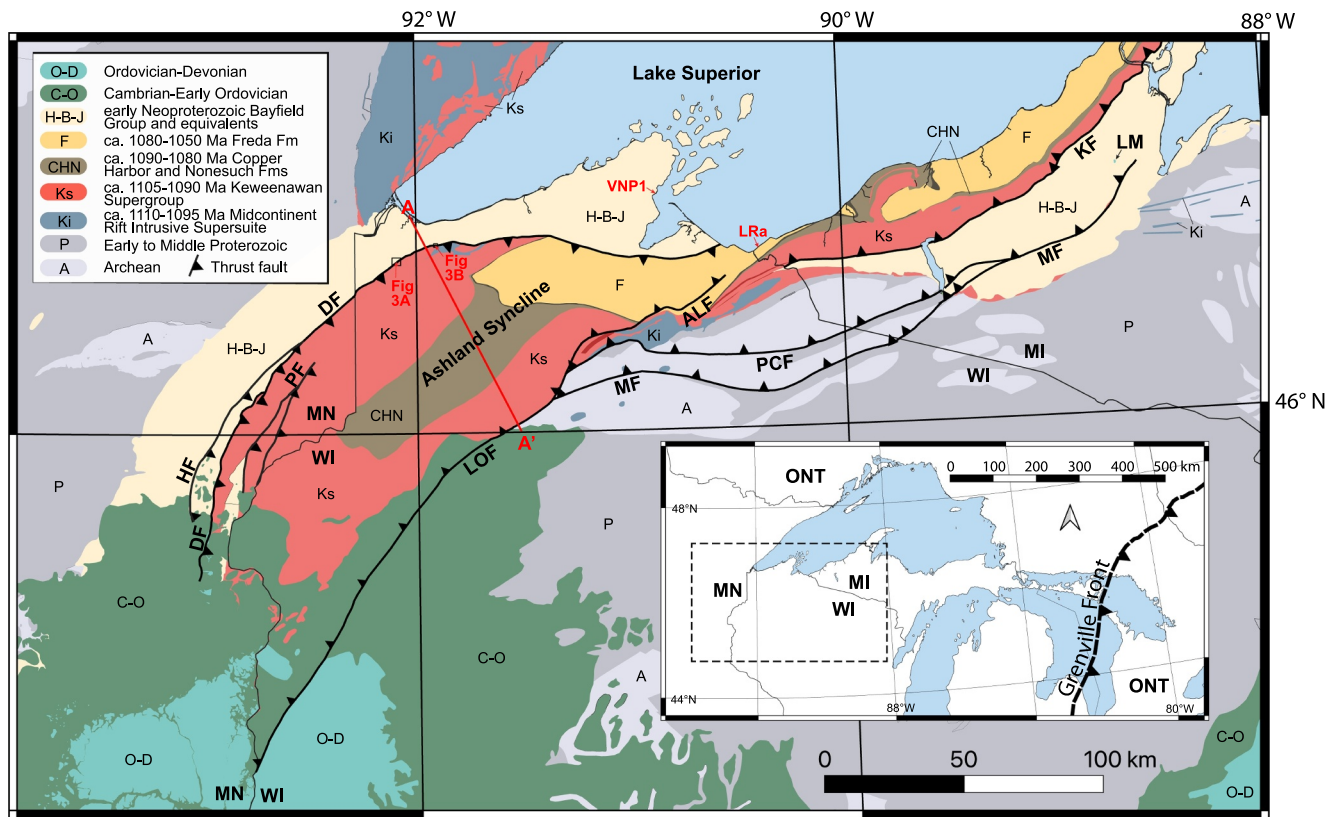 92° W
90° W
88° W
O-D Ordovician-Devonian
C-O Cambrian-Early Ordovician
H-B-J early Neoproterozoic Bayfield
Group and equivalents
F ca. 1080-1050 Ma Freda Fm
CHN ca. 1090-1080 Ma Copper
Harbor and Nonesuch Fms
Ks ca. 1105-1090 Ma Keweenawan
Supergroup
Ki ca. 1110-1095 Ma Midcontinent
Rift Intrusive Supersuite
P Early to Middle Proterozoic
A Archean Thrust fault
Lake Superior
Ks
Ki
CHN
F
KF
LM
VNP1
A
H-B-J
H-B-J
A
Ki
Ks
LRa
MF
Fig
3B
Fig
3A
DF
F
ALF
Ks
Ashland Syncline
Ki
P
A
H-B-J
PF
Ks
PCF
MI
WI
MN
MF
CHN
A
46° N
A'
WI
LOF
HF
P
Ks
DF
P
C-O
C-O
A
O-D
O-D
MN WI
0 50 100 km
C-O
O-D
0 100 200 300 400 500 km
ONT
48°N
MN
MI
WI
Grenville Front
ONT
44°N
88°W
80°W